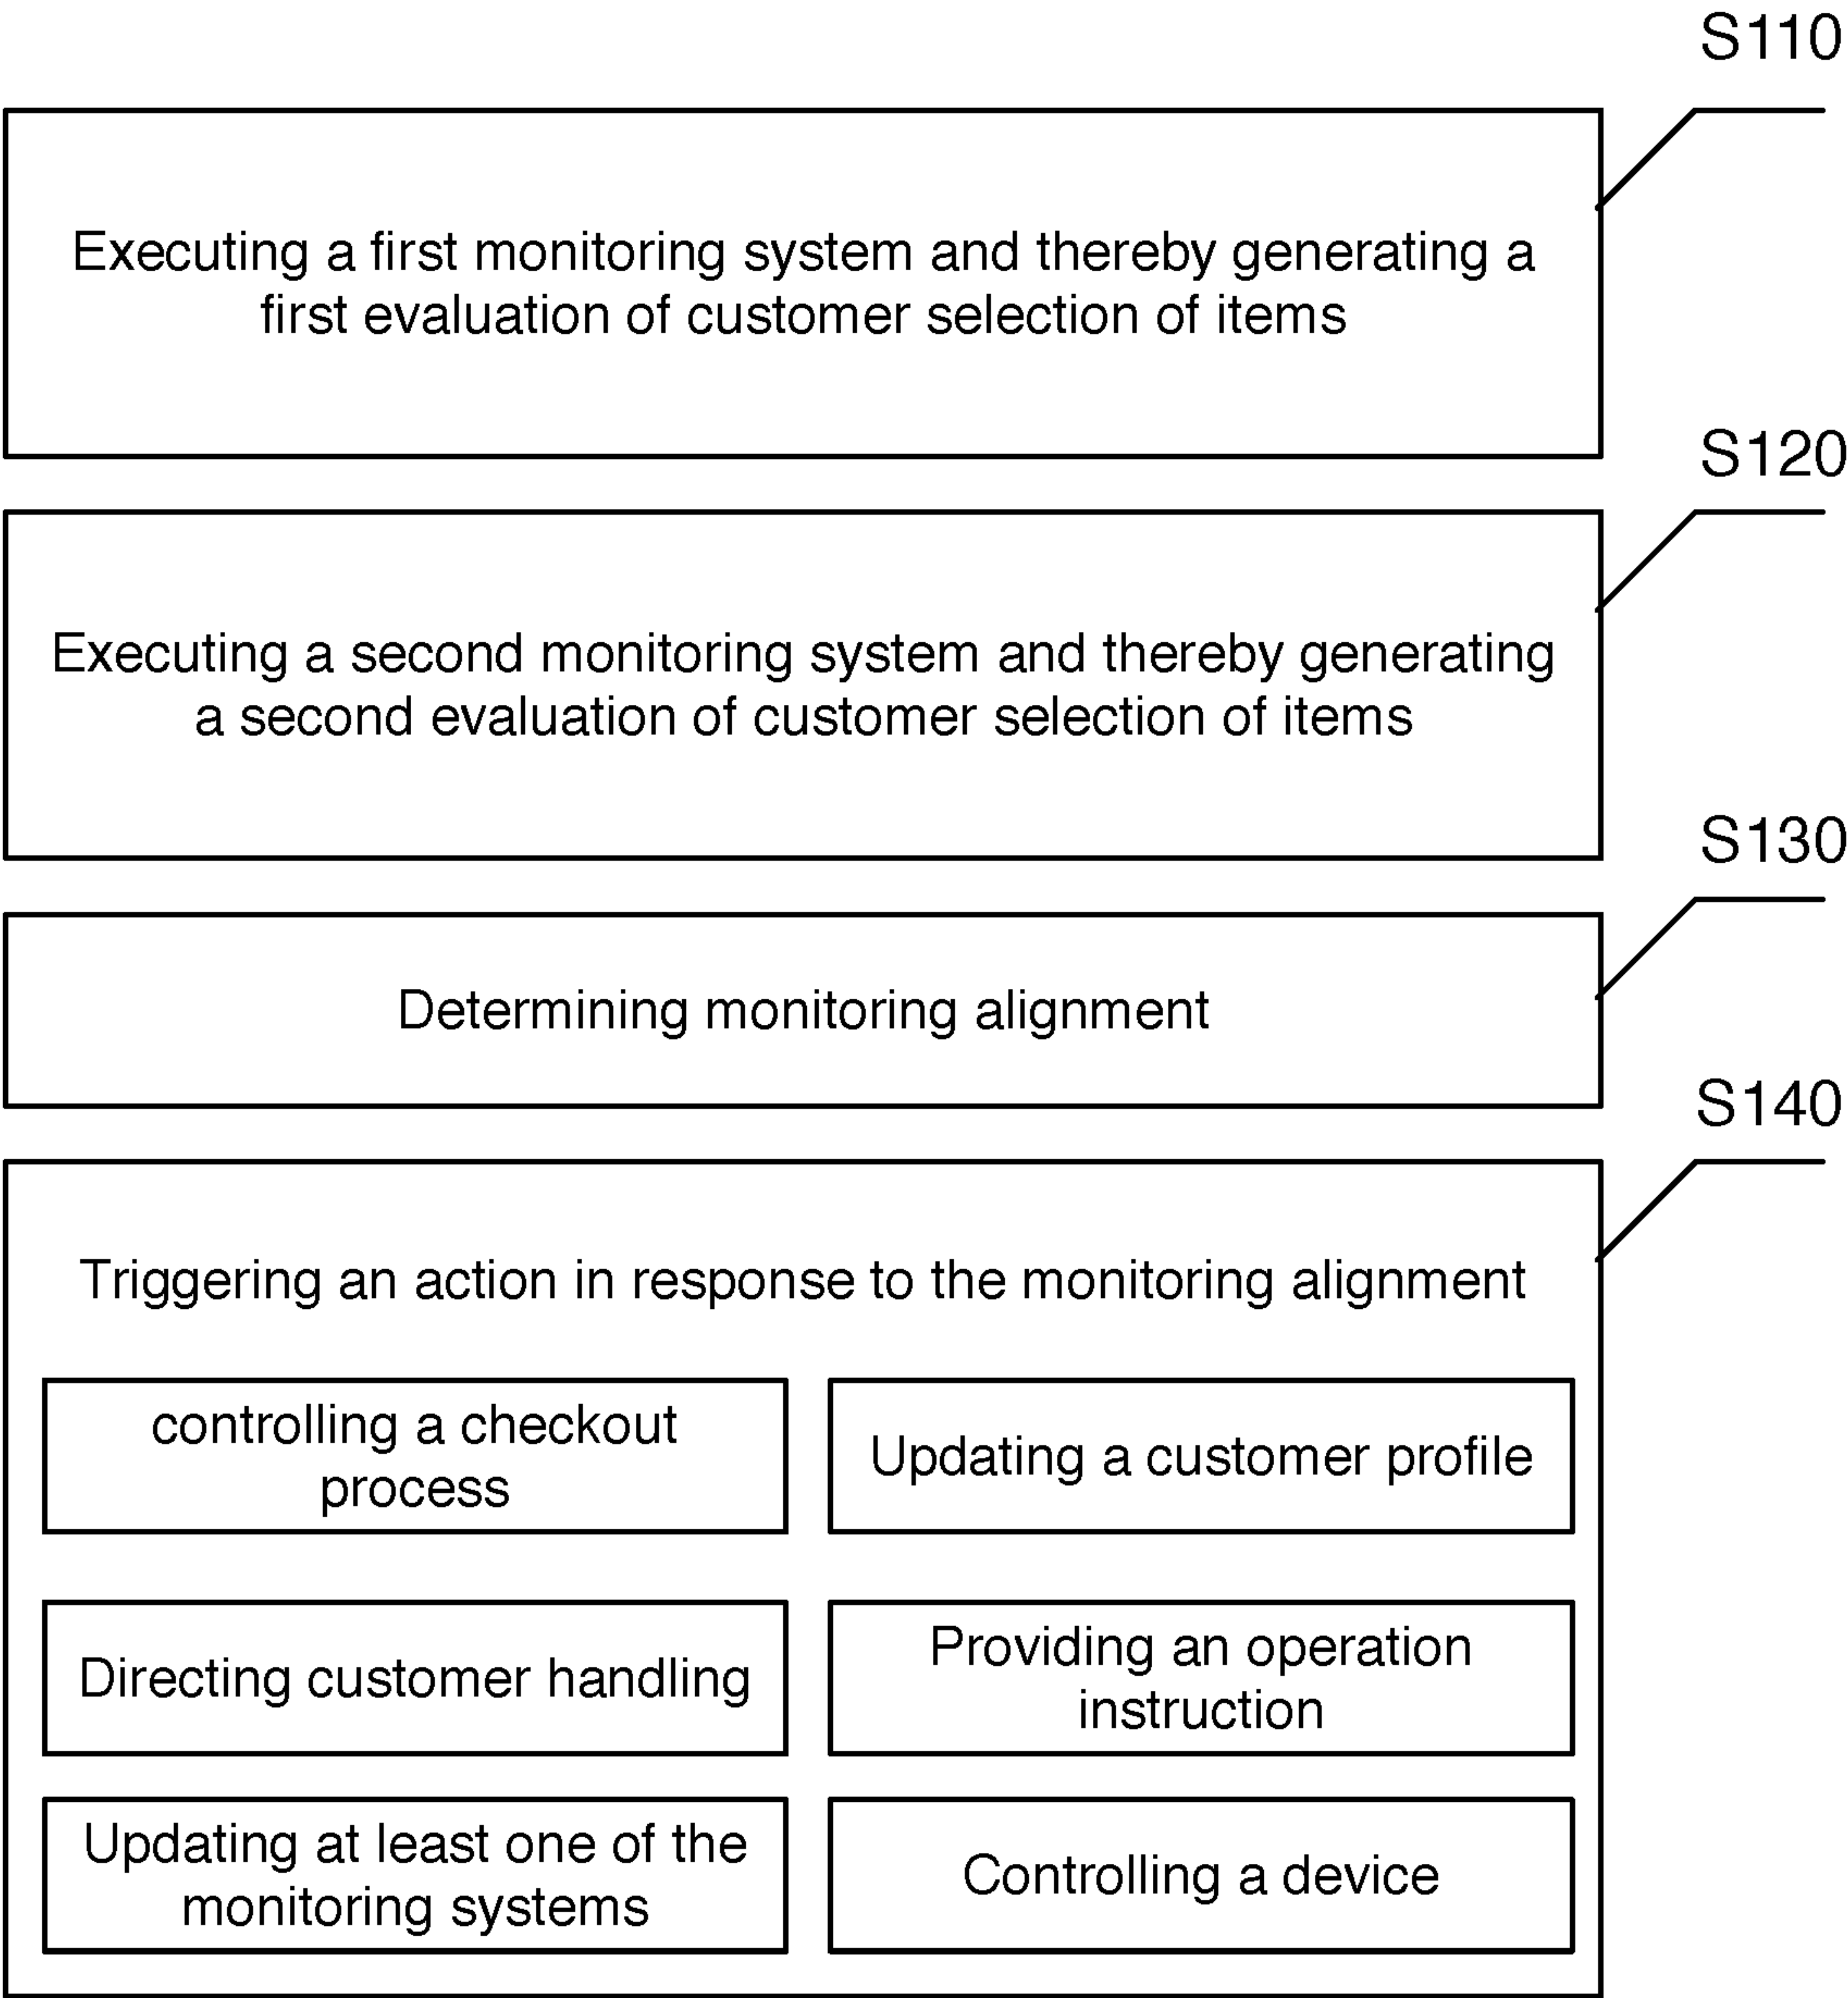 S110
Executing a first monitoring system and thereby generating a
first evaluation of customer selection of items
S120
Executing a second monitoring system and thereby generating
a second evaluation of customer selection of items
S130
Determining monitoring alignment
S140
Triggering an action in response to the monitoring alignment
controlling a checkout
process
Updating a customer profile
Directing customer handling
Providing an operation
instruction
Updating at least one of the
monitoring systems
Controlling a device